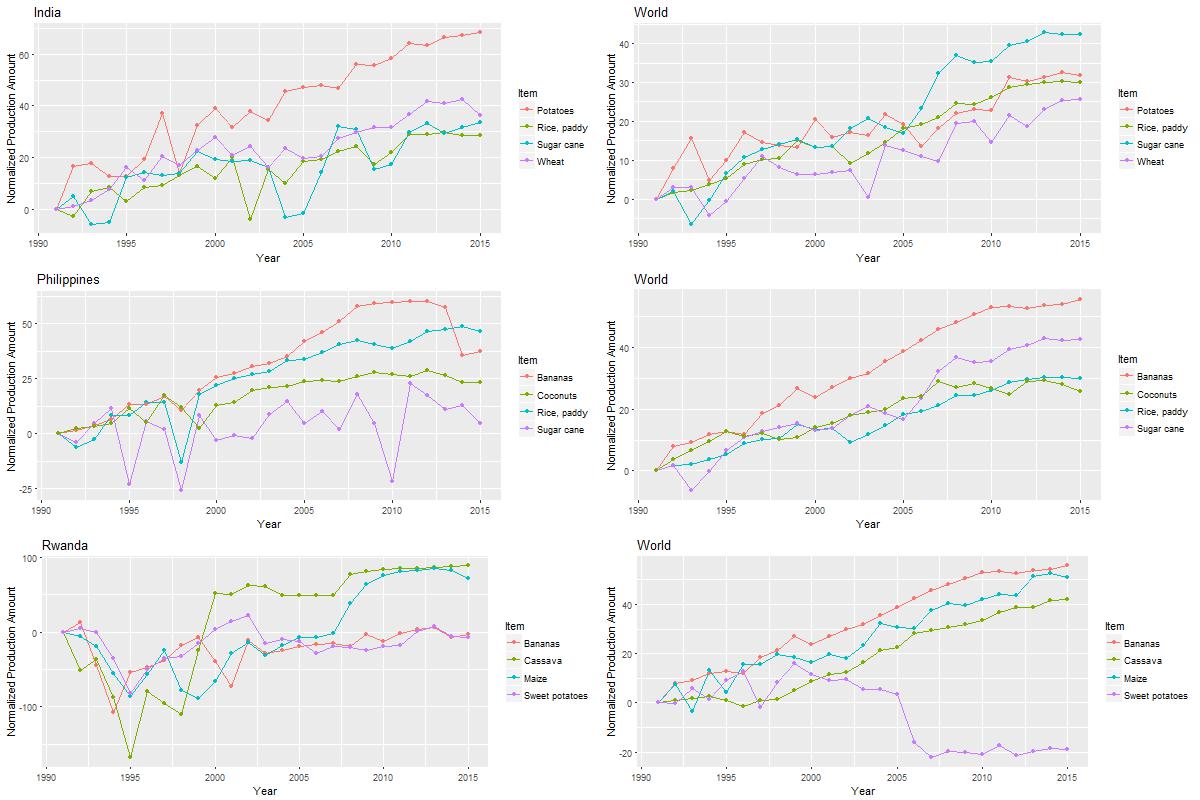 India
Normalized Production Amount
60
40
20
0
1990
1995
2000
2005
2010
2015
Year
Item
Potatoes
Rice, paddy
Sugar cane
Wheat
World
Normalized Production Amount
40
30
20
10
0
1990
1995
2000
2005
2010
2015
Year
Item
Potatoes
Rice, paddy
Sugar cane
Wheat
Philippines
Normalized Production Amount
50
25
0
-25
1990
1995
2000
2005
2010
2015
Year
Item
Bananas
Coconuts
Rice, paddy
Sugar cane
World
Normalized Production Amount
40
20
0
1990
1995
2000
2005
2010
2015
Year
Item
Bananas
Coconuts
Rice, paddy
Sugar cane
Rwanda
Normalized Production Amount
100
0
-100
1990
1995
2000
2005
2010
2015
Year
Item
Bananas
Cassava
Maize
Sweet potatoes
World
Normalized Production Amount
40
20
0
-20
1990
1995
2000
2005
2010
2015
Year
Item
Bananas
Cassava
Maize
Sweet potatoes